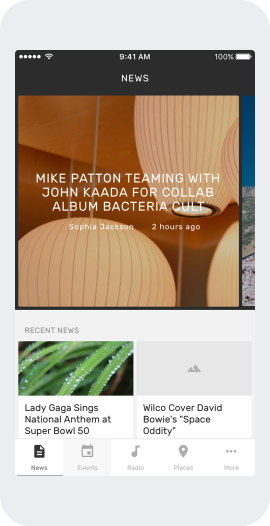 9:41 AM
100%
NEWS
MIKE PATTON TEAMING WITH
JOHN KAADA FOR COLLAB
ALBUM BACTERIA CULT
Sophia Jackson 2 hours ago
RECENT NEWS
Lady Gaga Sings
National Anthem at
Super Bowl 50
Wilco Cover David
Bowie's "Space
Oddity"
News
Events
Radio
Places
More